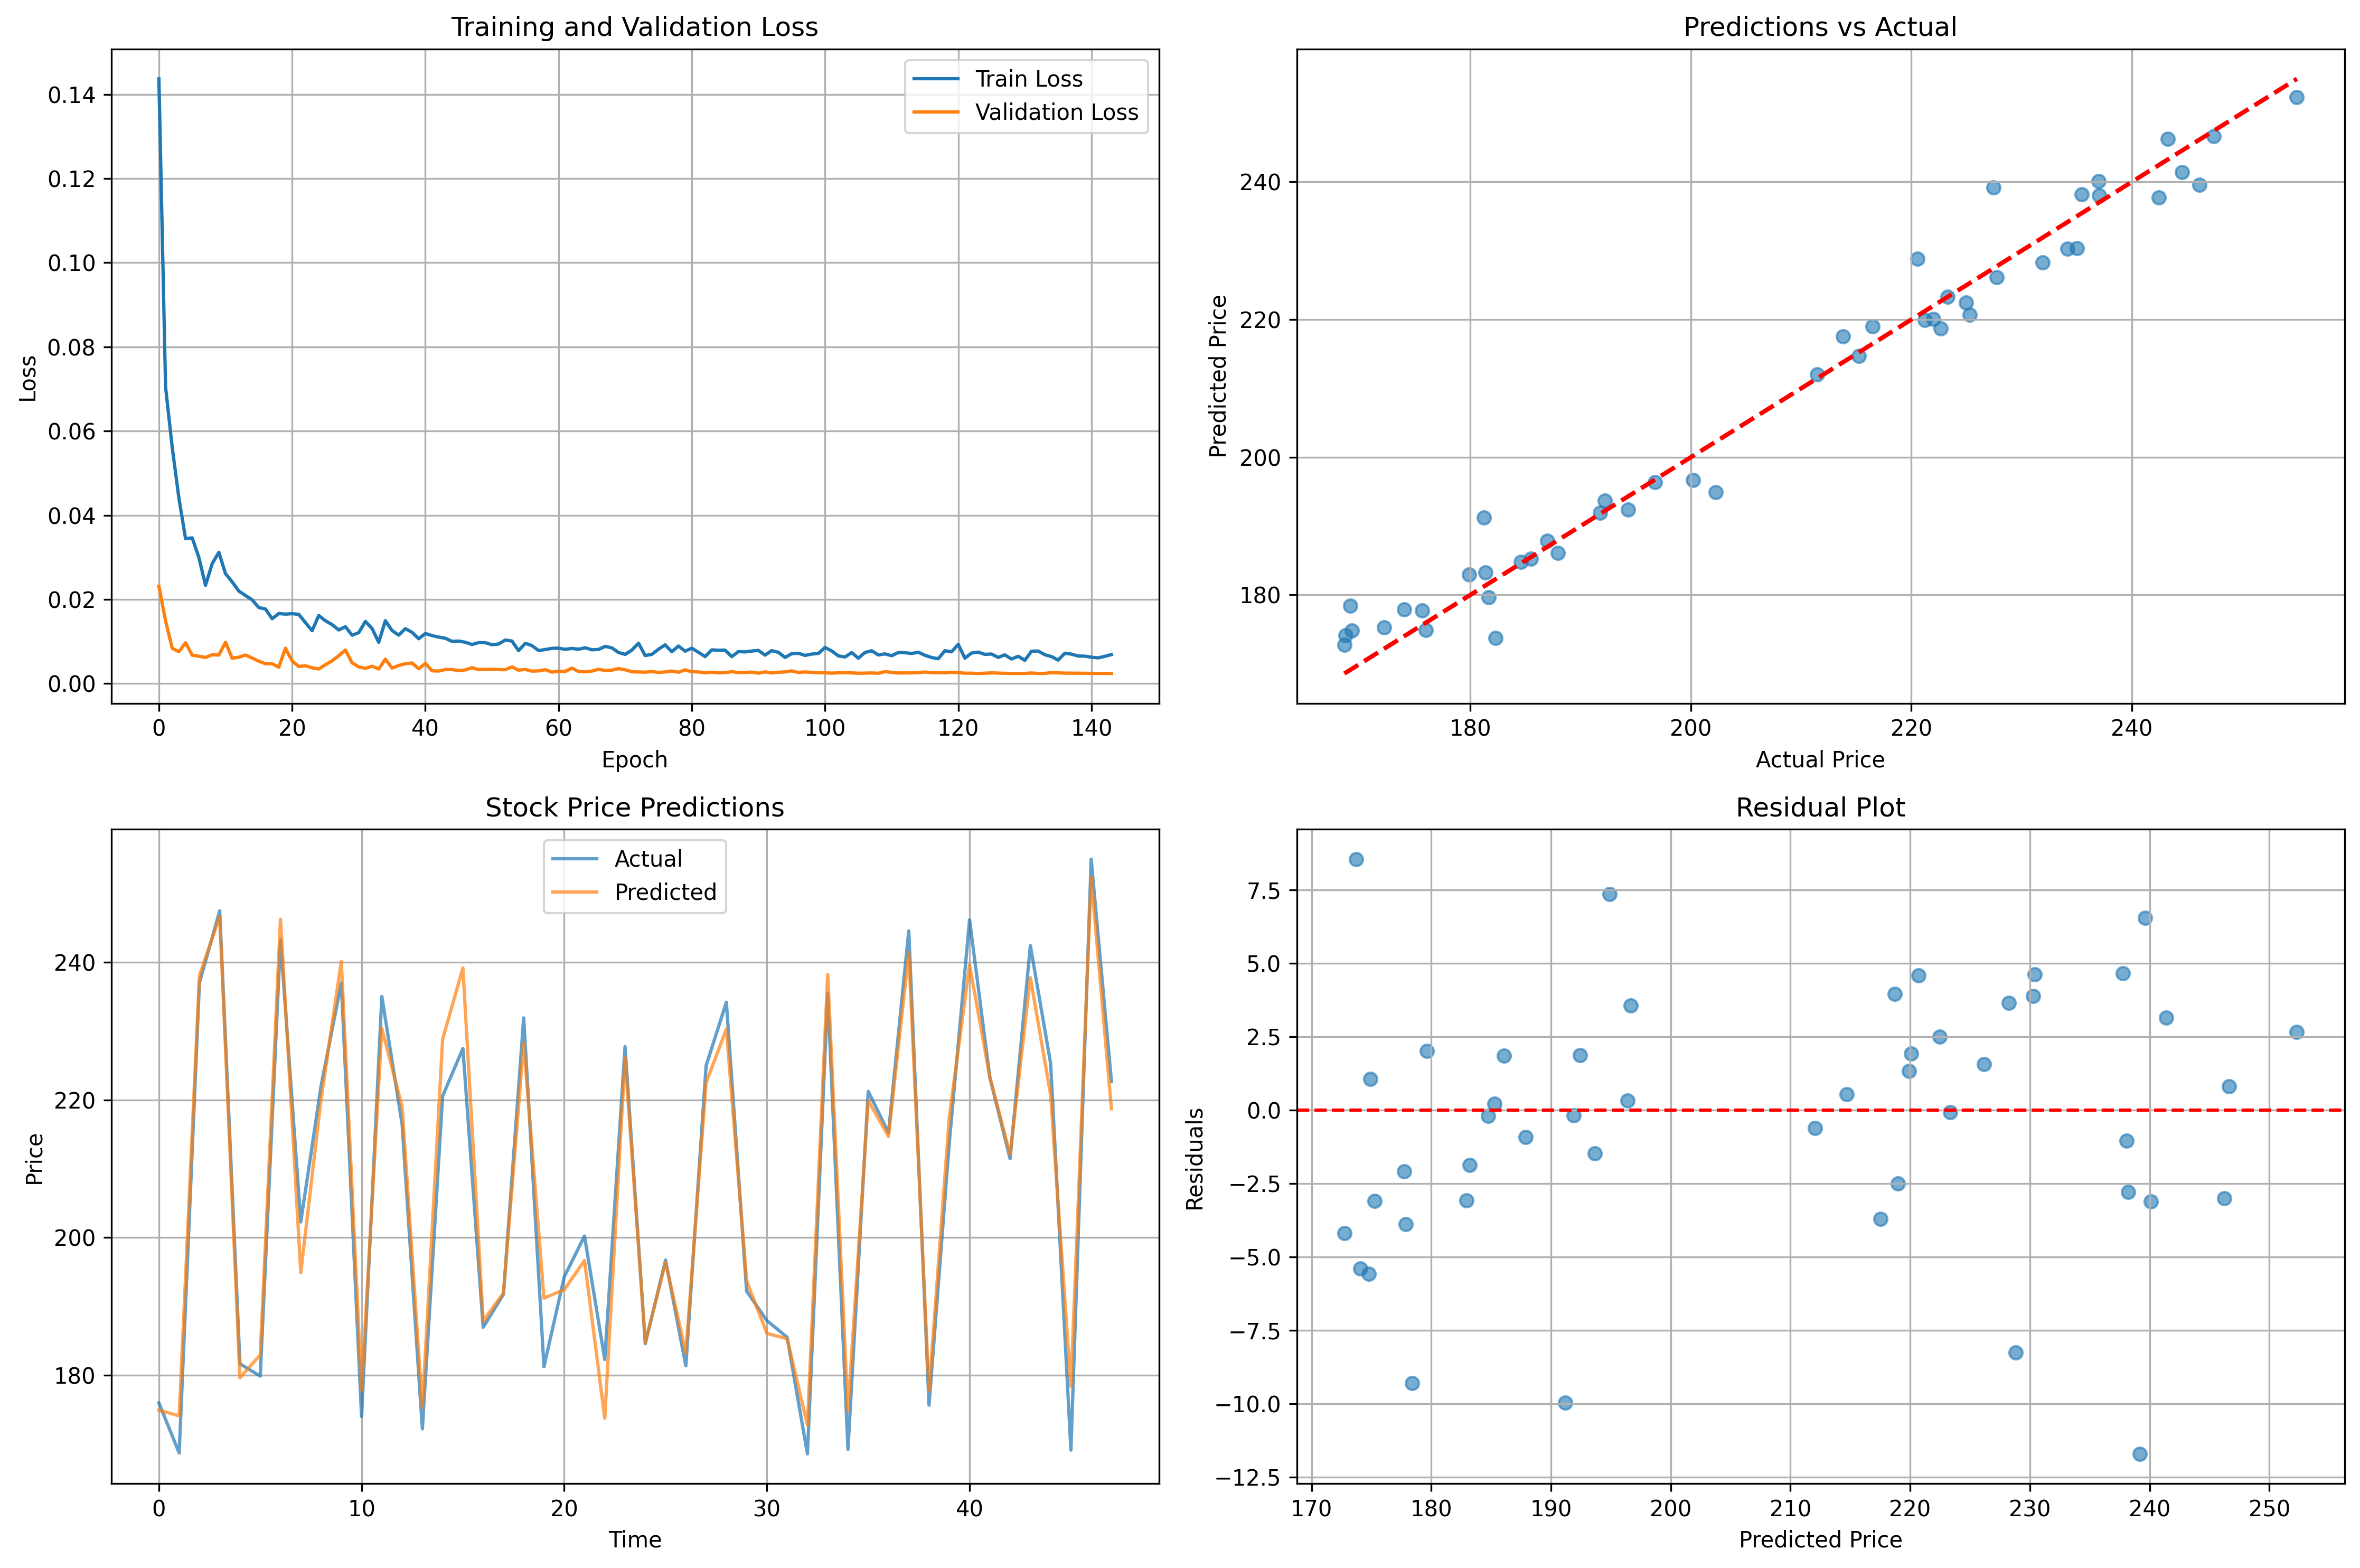 Training and Validation Loss
Train Loss
Validation Loss
0.14
0.12
0.10
0.08
0.06
0.04
0.02
0.00
Loss
0 20 40 60 80 100 120 140
Epoch
Predictions vs Actual
240
220
200
180
Predicted Price
180 200 220 240
Actual Price
Stock Price Predictions
Actual
Predicted
240
220
200
180
Price
0 10 20 30 40
Time
Residual Plot
7.5
5.0
2.5
0.0
−2.5
−5.0
−7.5
−10.0
−12.5
Residuals
170 180 190 200 210 220 230 240 250
Predicted Price